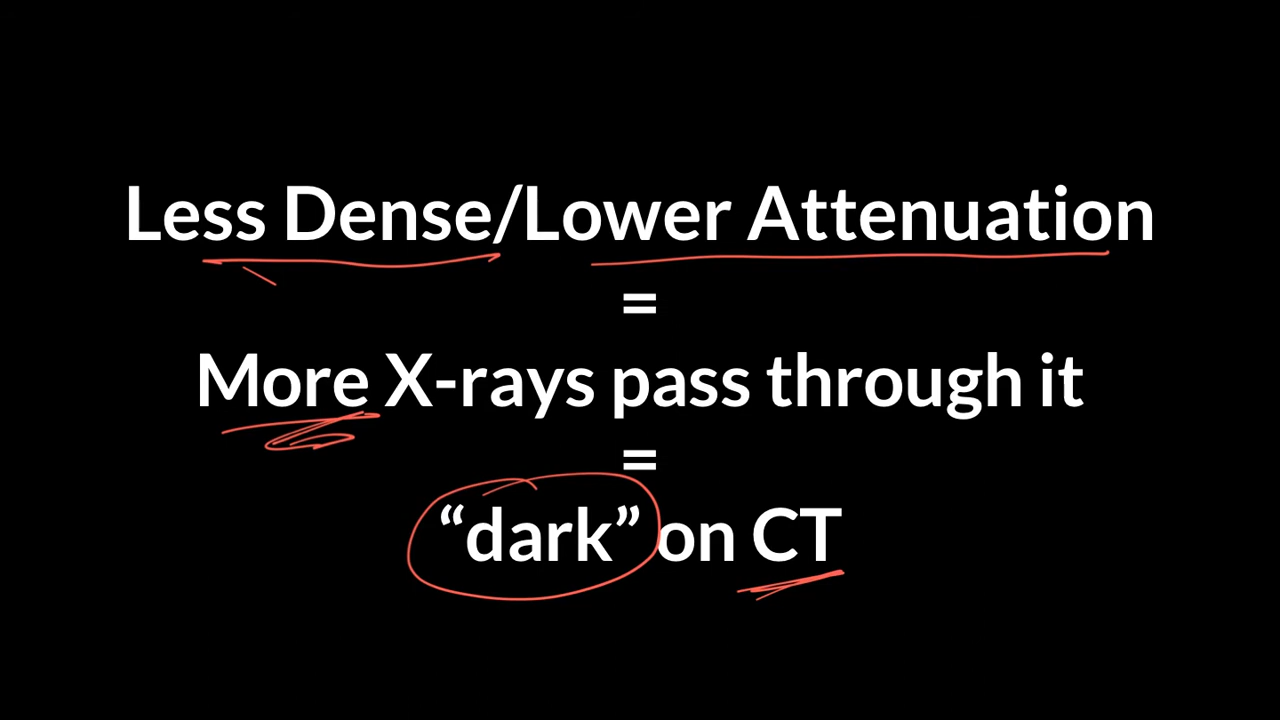 Less Dense/Lower Attenuation
=
More X-rays pass through it
=
“dark” on CT